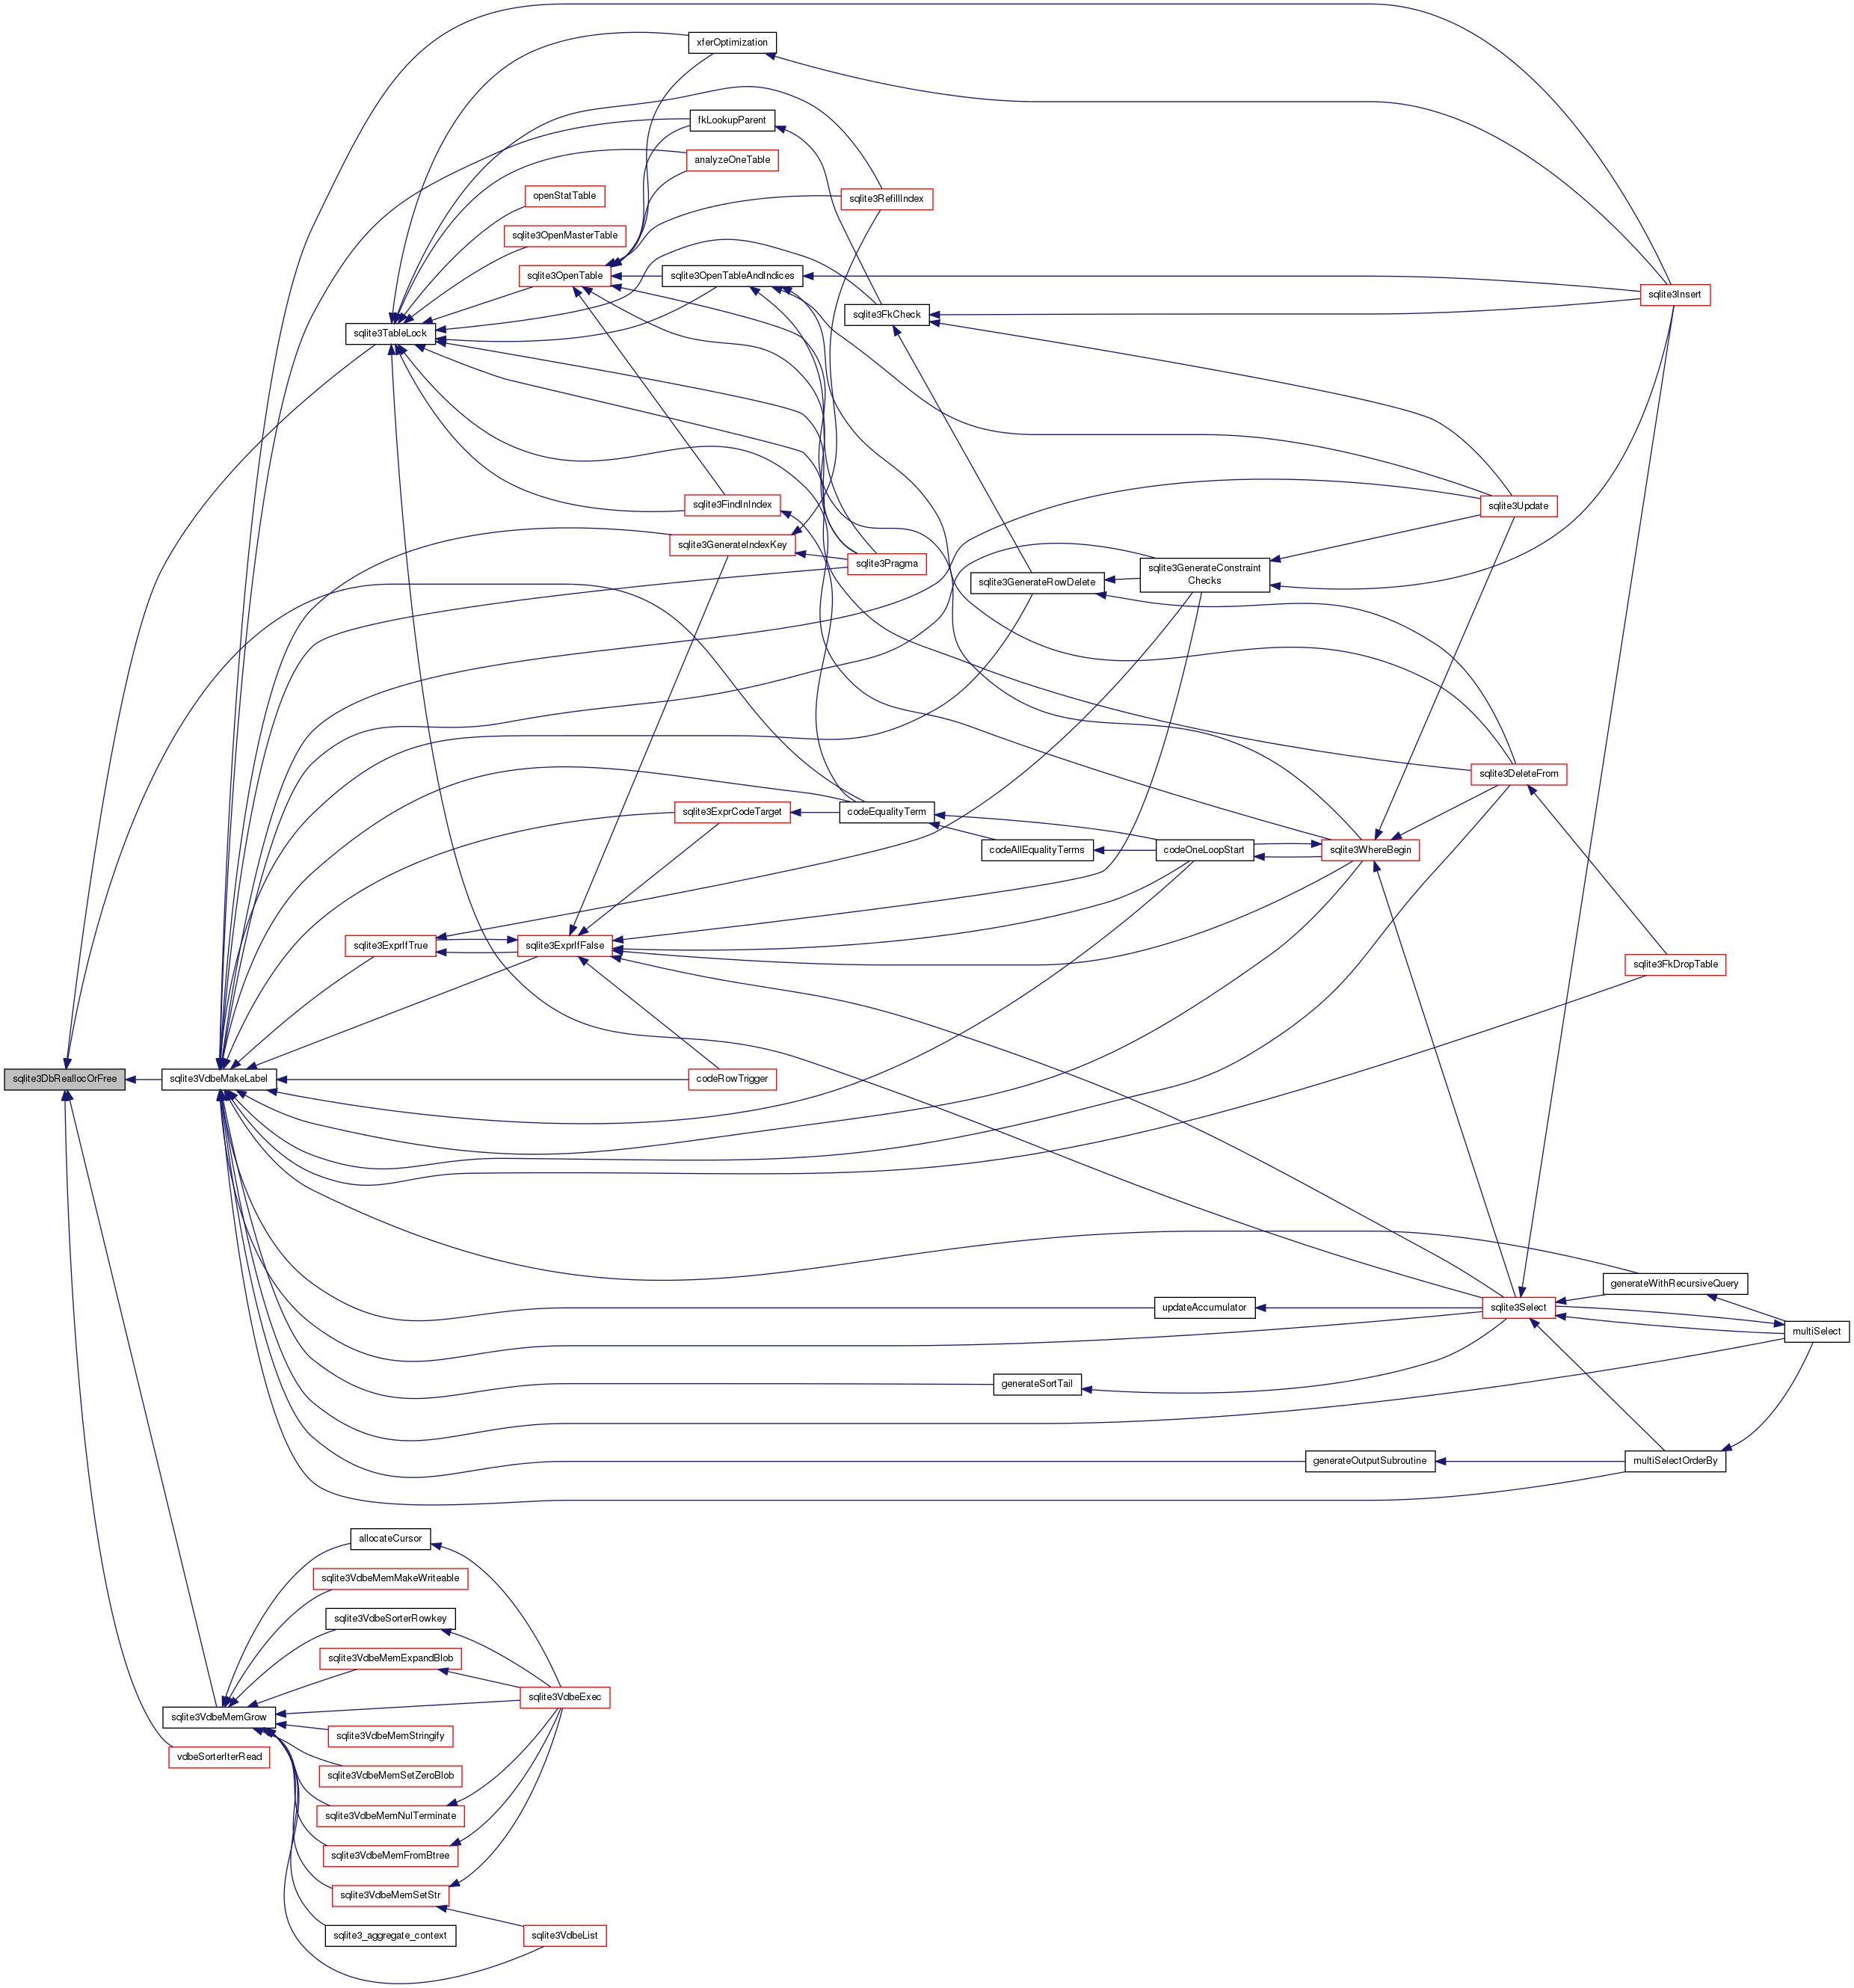 xferOptimization
fkLookupParent
analyzeOneTable
openStatTable
sqlite3RefillIndex
sqlite3OpenMasterTable
sqlite3OpenTable
sqlite3OpenTableAndIndices
sqlite3Insert
sqlite3FkCheck
sqlite3TableLock
sqlite3FindInIndex
sqlite3Update
sqlite3GenerateIndexKey
sqlite3Pragma
sqlite3GenerateConstraint
Checks
sqlite3GenerateRowDelete
sqlite3DeleteFrom
sqlite3ExprCodeTarget
codeEqualityTerm
codeAllEqualityTerms
codeOneLoopStart
sqlite3WhereBegin
sqlite3ExprIfTrue
sqlite3ExprIfFalse
sqlite3FkDropTable
sqlite3DbReallocOrFree
sqlite3VdbeMakeLabel
codeRowTrigger
generateWithRecursiveQuery
updateAccumulator
sqlite3Select
multiSelect
generateSortTail
generateOutputSubroutine
multiSelectOrderBy
allocateCursor
sqlite3VdbeMemMakeWriteable
sqlite3VdbeSorterRowkey
sqlite3VdbeMemExpandBlob
sqlite3VdbeExec
sqlite3VdbeMemGrow
sqlite3VdbeMemStringify
vdbeSorterIterRead
sqlite3VdbeMemSetZeroBlob
sqlite3VdbeMemNulTerminate
sqlite3VdbeMemFromBtree
sqlite3VdbeMemSetStr
sqlite3_aggregate_context
sqlite3VdbeList